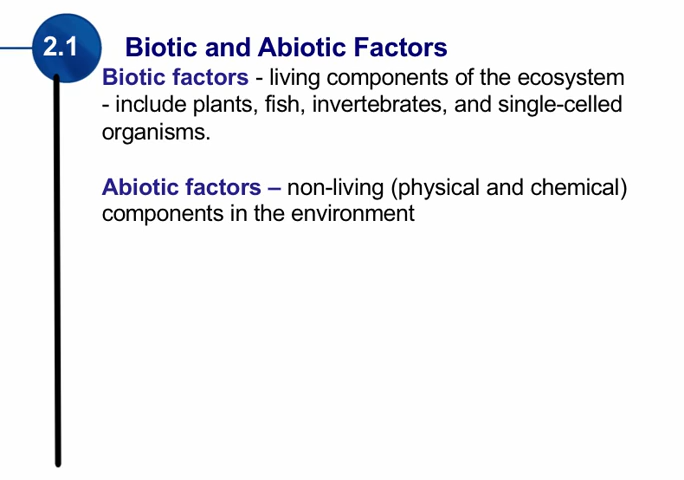 2.1
Biotic and Abiotic Factors
Biotic factors - living components of the ecosystem
- include plants, fish, invertebrates, and single-celled
organisms.
Abiotic factors – non-living (physical and chemical)
components in the environment